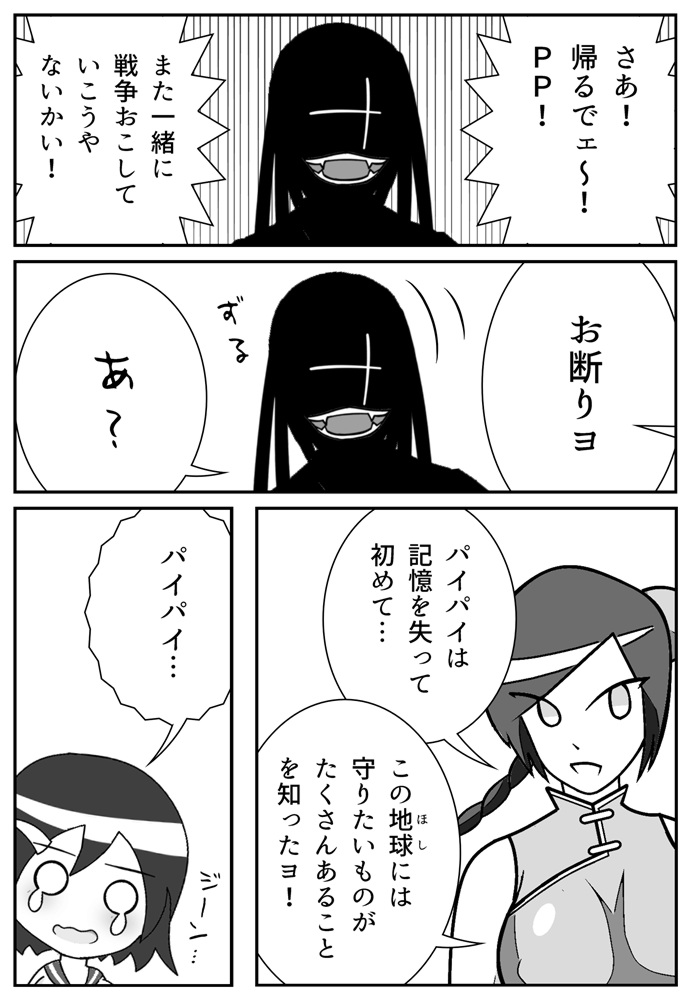 さあ！
帰るでェ〜！
ＰＰ！
また一緒に
戦争おこして
いこうや
ないかい！
お断りヨ
ずる
あ？
パイパイは
記憶を失って
初めて…
この地球には
ほし
守りたいものが
たくさんあること
を知ったヨ！
パイパイ…
ジーン…